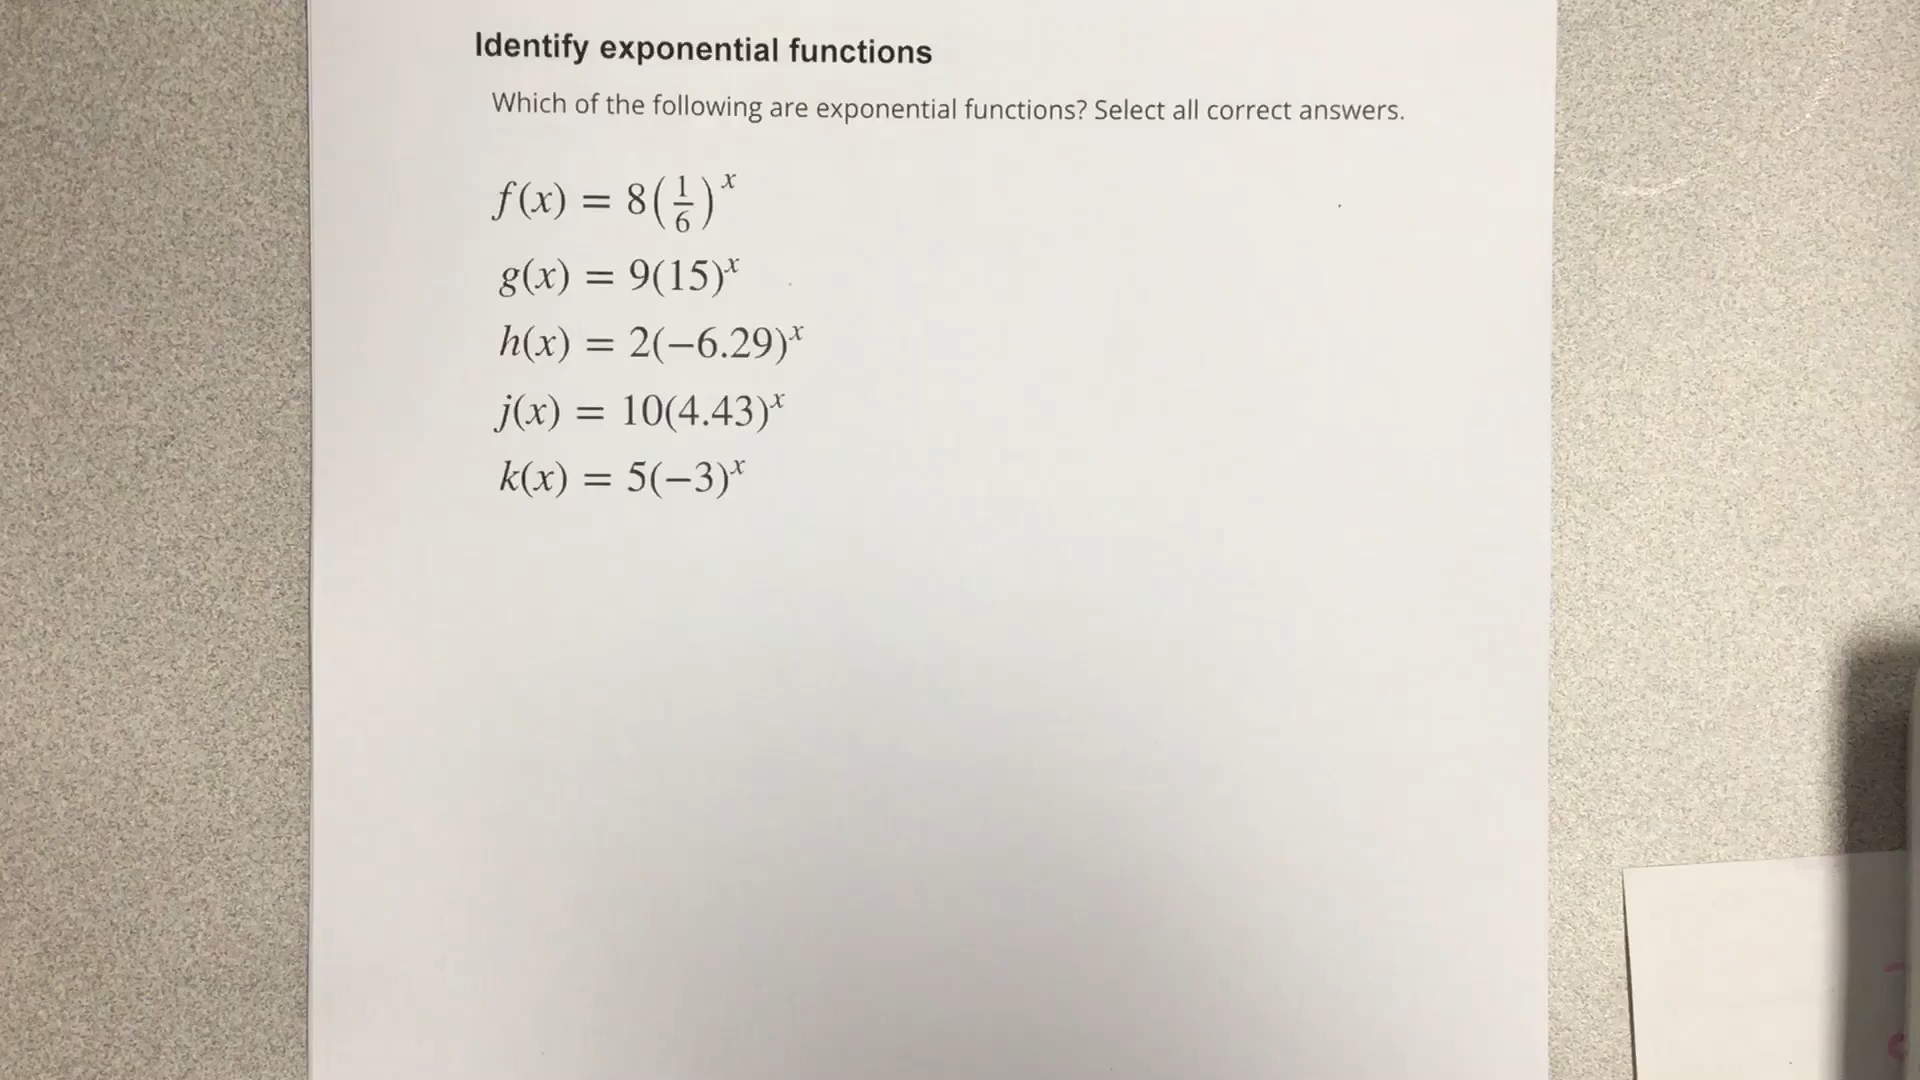 Identify exponential functions
Which of the following are exponential functions? Select all correct answers.
f(x) = 8(1/6)^x
g(x) = 9(15)^x
h(x) = 2(−6.29)^x
j(x) = 10(4.43)^x
k(x) = 5(−3)^x